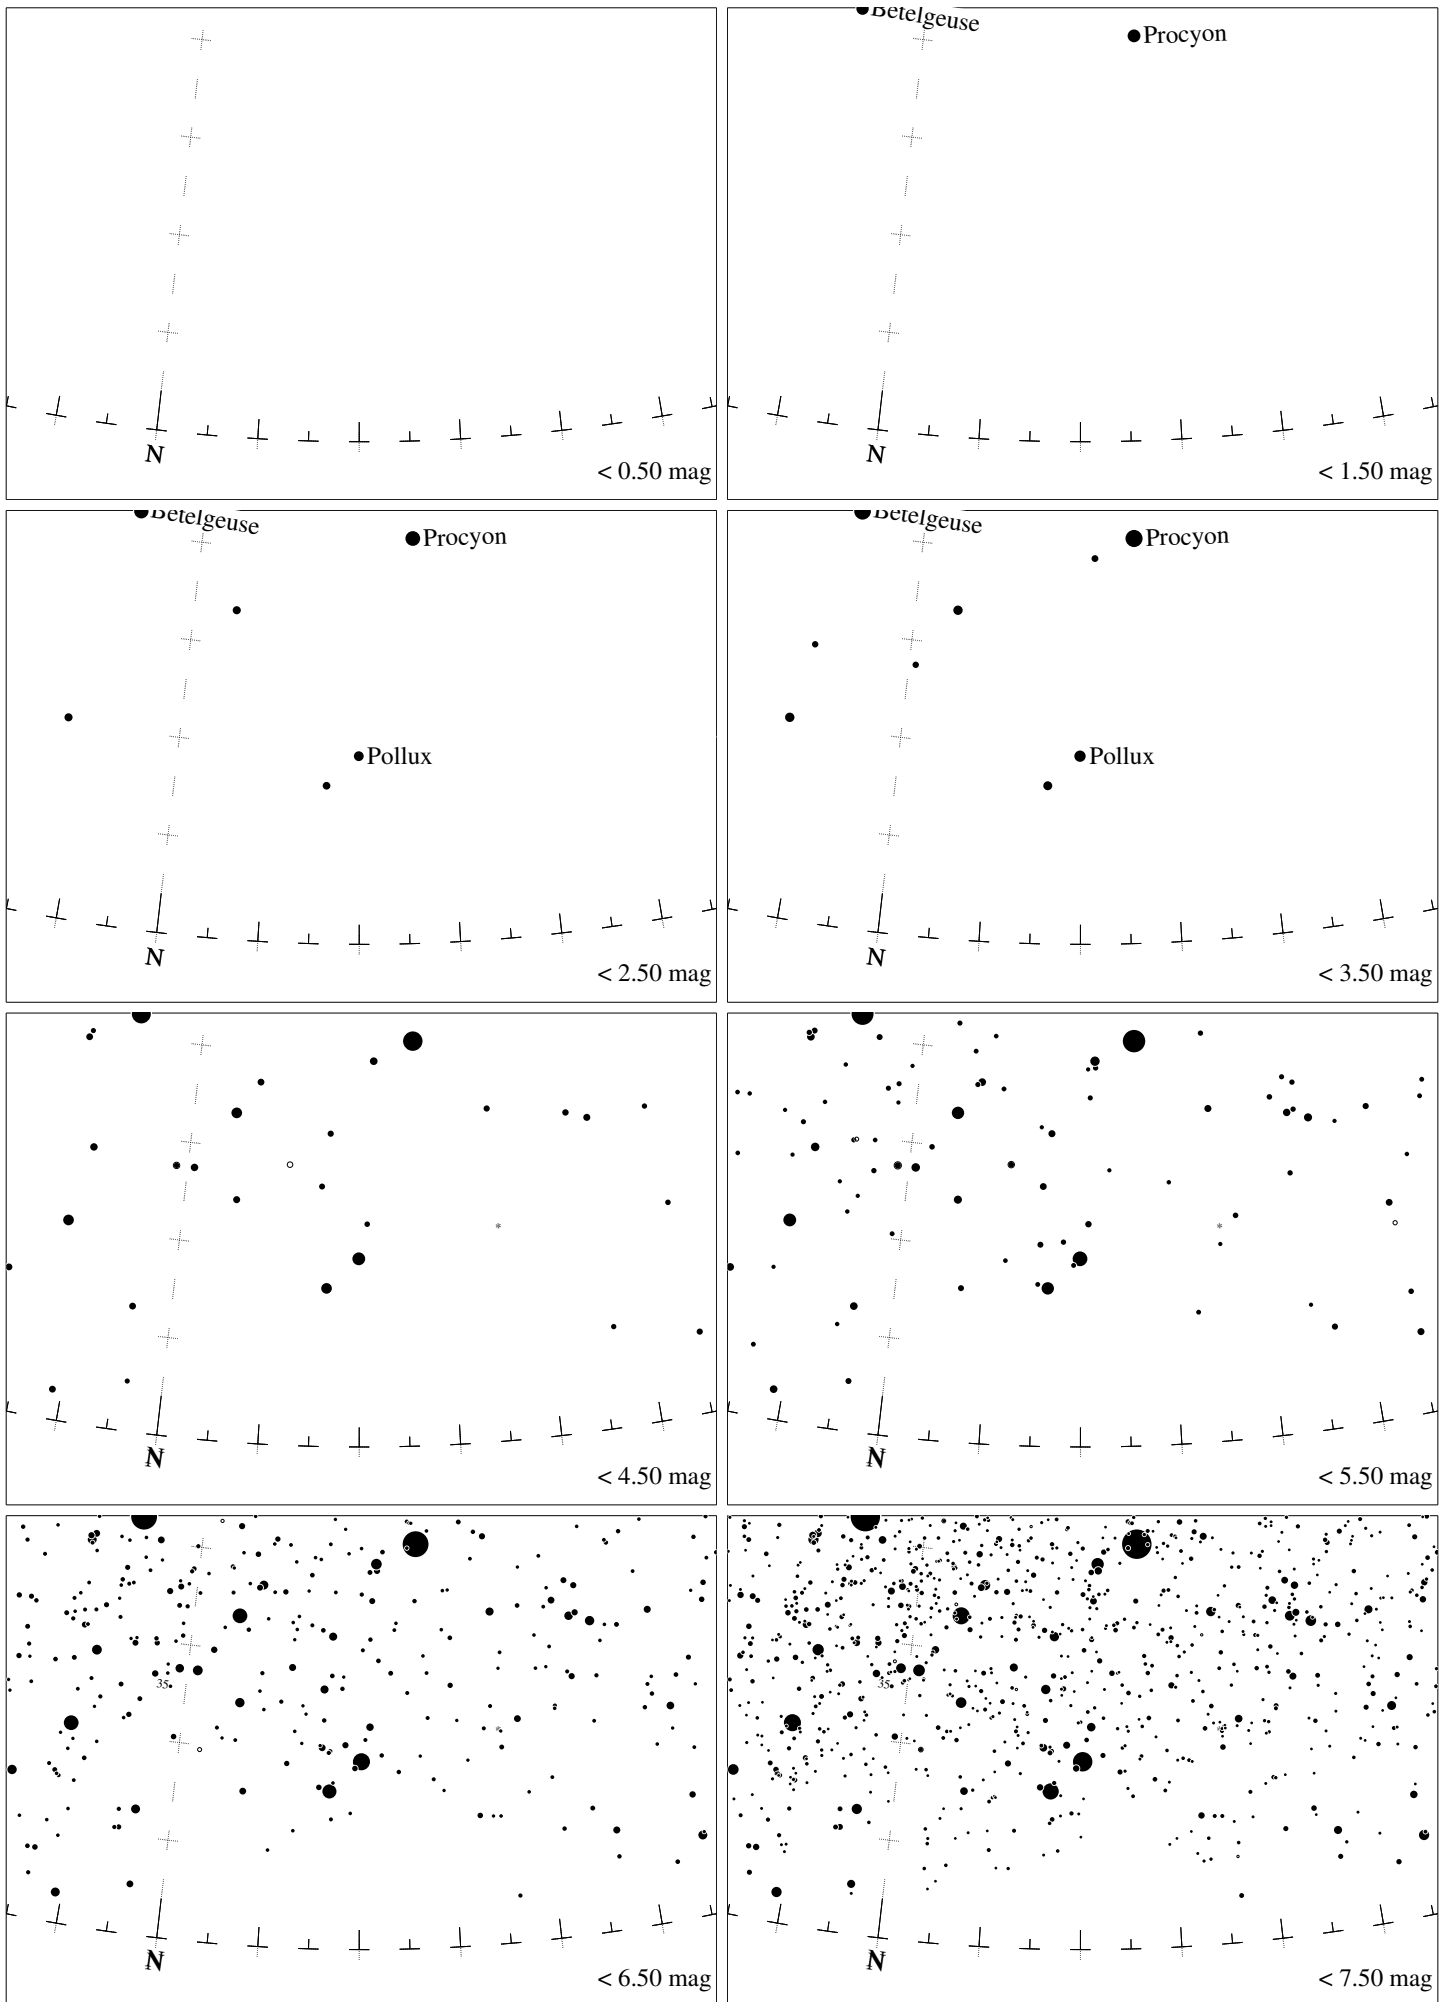 N
< 0.50 mag
Betelgeuse
Procyon
N
< 1.50 mag
Betelgeuse
Procyon
Pollux
N
< 2.50 mag
Betelgeuse
Procyon
Pollux
N
< 3.50 mag
N
< 4.50 mag
N
< 5.50 mag
35
N
< 6.50 mag
35
N
< 7.50 mag